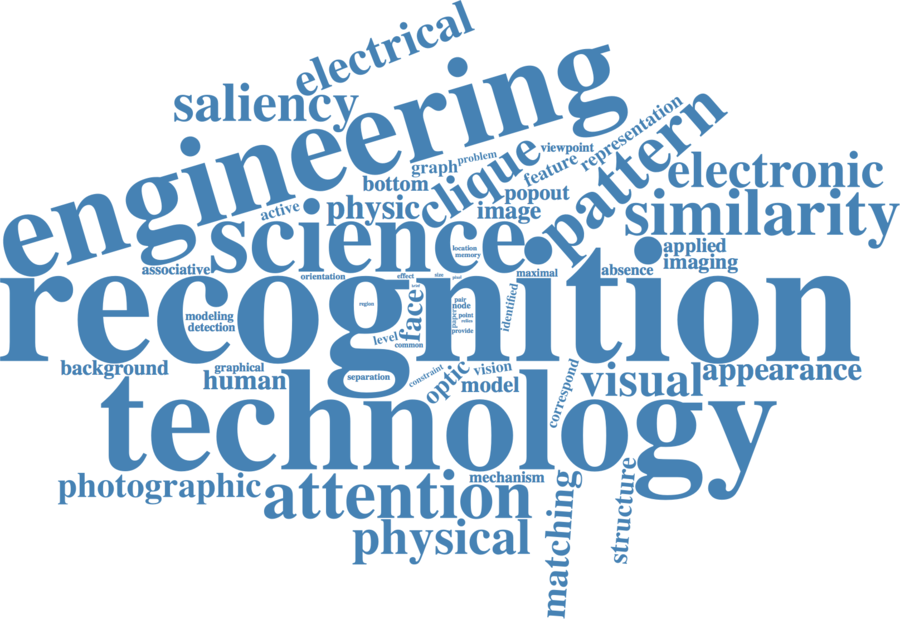 electrical
saliency
engineering
representation
pattern
viewpoint
problem
graph
feature
clique
bottom
popout
electronic
active
physic
image
similarity
science
location
memory
applied
imaging
associative
orientation
effect
size
pixel
maximal
absence
recognition
region
face
pair
node
point
modeling
detection
identified
provide
level
common
background
graphical
human
separation
constraint
optic
vision
model
correspond
visual
appearance
technology
photographic
attention
mechanism
matching
structure
physical